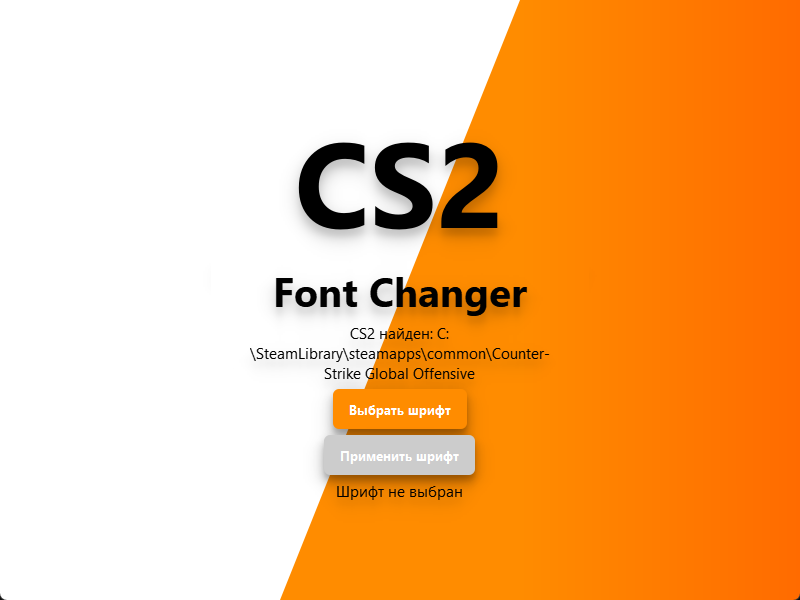 CS2
Font Changer
CS2 найден: C:
\SteamLibrary\steamapps\common\Counter-
Strike Global Offensive
Выбрать шрифт
Применить шрифт
Шрифт не выбран